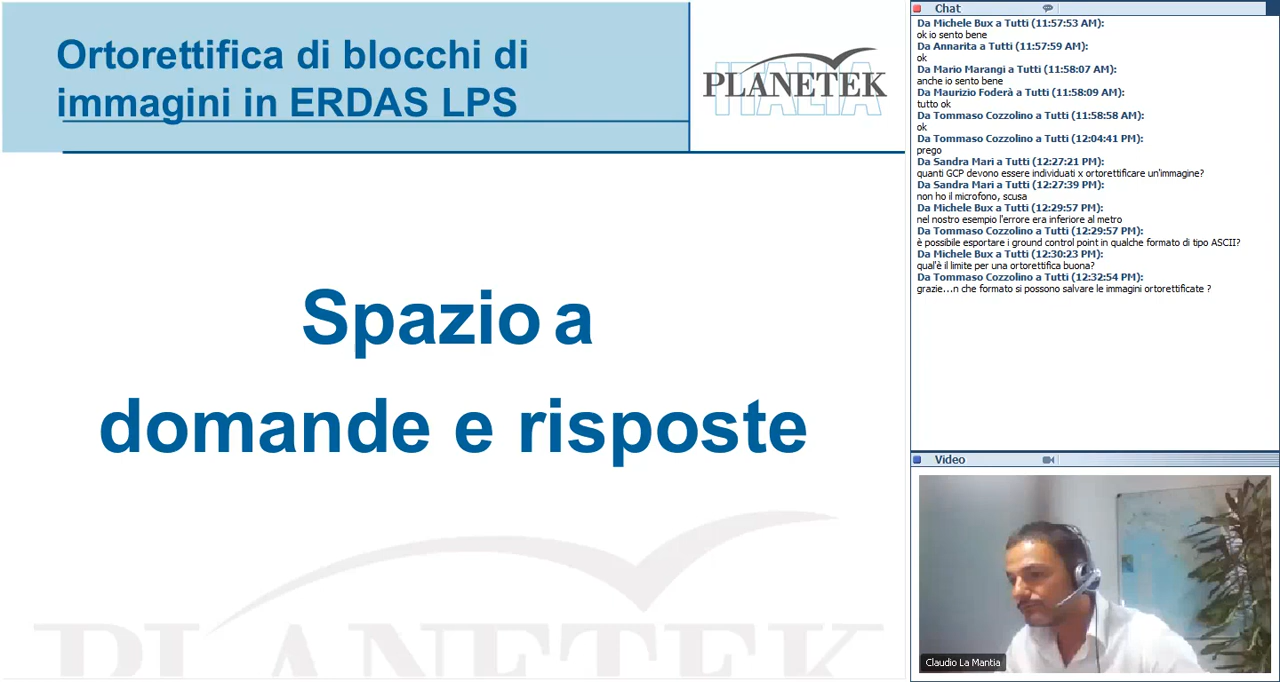 Ortorettifica di blocchi di
immagini in ERDAS LPS
PLANETEK
ITALIA
Spazio a
domande e risposte
PLANETEK
Chat
Da Michele Bux a Tutti (11:57:53 AM):
ok io sento bene
Da Annarita a Tutti (11:57:59 AM):
ok
Da Mario Marangi a Tutti (11:58:07 AM):
anche io sento bene
Da Maurizio Foderà a Tutti (11:58:09 AM):
tutto ok
Da Tommaso Cozzolino a Tutti (11:58:58 AM):
ok
Da Tommaso Cozzolino a Tutti (12:04:41 PM):
prego
Da Sandra Mari a Tutti (12:27:21 PM):
quanti GCP devono essere individuati x ortorettificare un'immagine?
Da Sandra Mari a Tutti (12:27:39 PM):
non ho il microfono, scusa
Da Michele Bux a Tutti (12:29:57 PM):
nel nostro esempio l'errore era inferiore al metro
Da Tommaso Cozzolino a Tutti (12:29:57 PM):
è possibile esportare i ground control point in qualche formato di tipo ASCII?
Da Michele Bux a Tutti (12:30:23 PM):
qual'è il limite per una ortorettifica buona?
Da Tommaso Cozzolino a Tutti (12:32:54 PM):
grazie...n che formato si possono salvare le immagini ortorettificate ?
Video
Claudio La Mantia